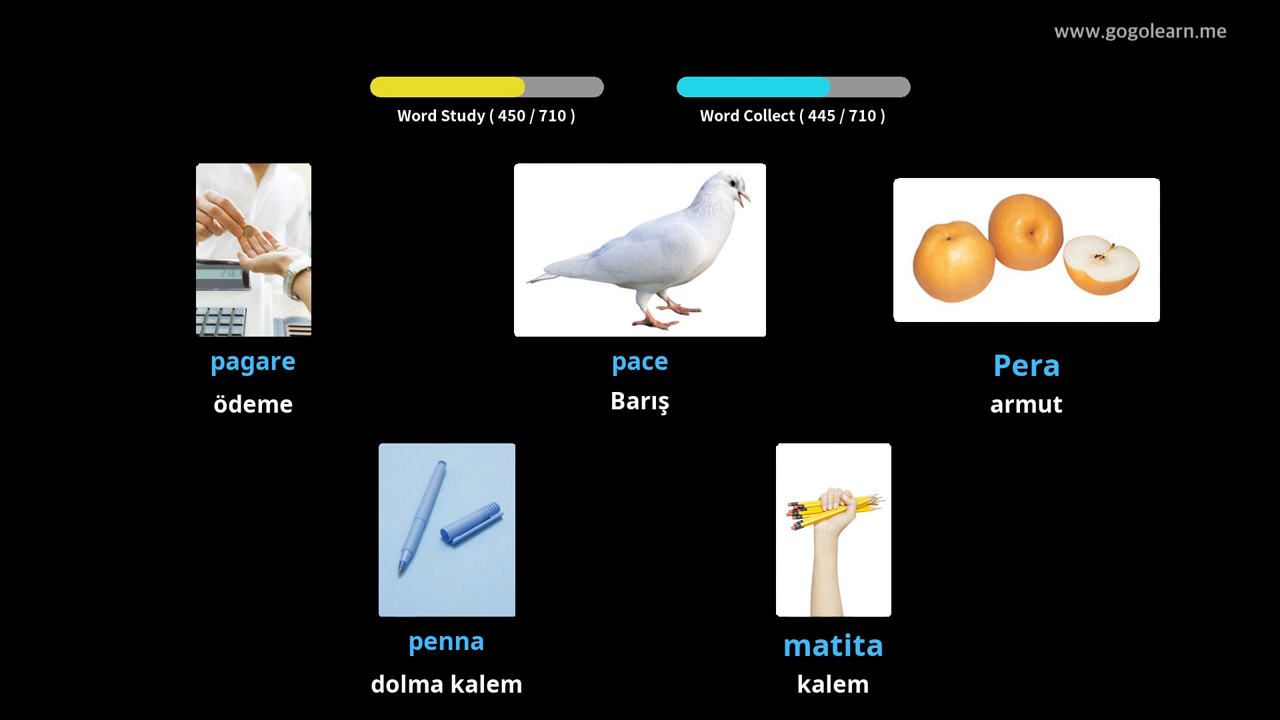 www.gogolearn.me
Word Study ( 450 / 710 )
Word Collect ( 445 / 710 )
pagare
ödeme
pace
Barış
Pera
armut
penna
dolma kalem
matita
kalem